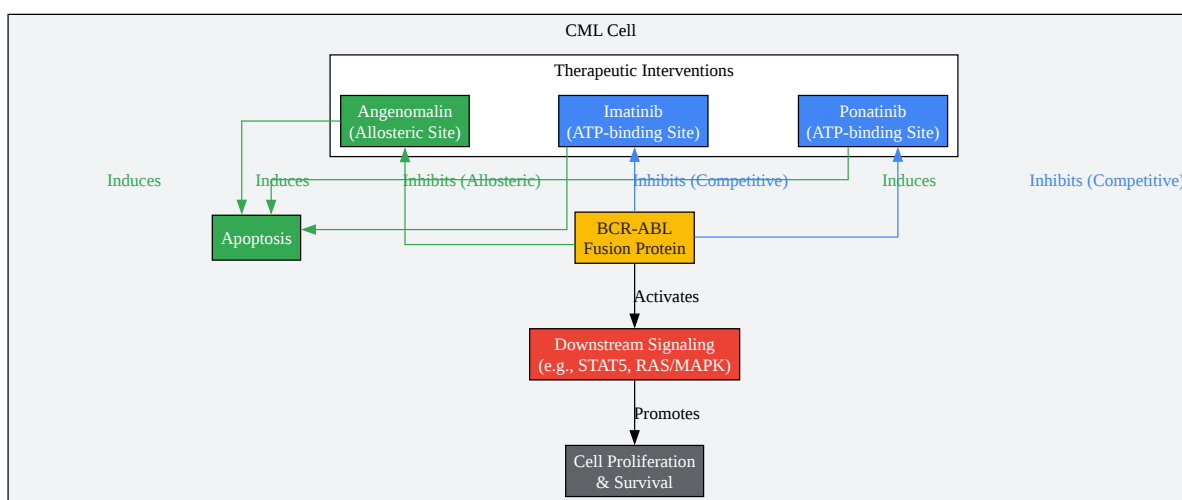 CML Cell
Therapeutic Interventions
Angenomalin
(Allosteric Site)
Imatinib
(ATP-binding Site)
Ponatinib
(ATP-binding Site)
Induces
Induces
Inhibits (Allosteric)
Inhibits (Competitive)
Induces
Inhibits (Competitive)
Apoptosis
BCR-ABL
Fusion Protein
Activates
Downstream Signaling
(e.g., STAT5, RAS/MAPK)
Promotes
Cell Proliferation
& Survival